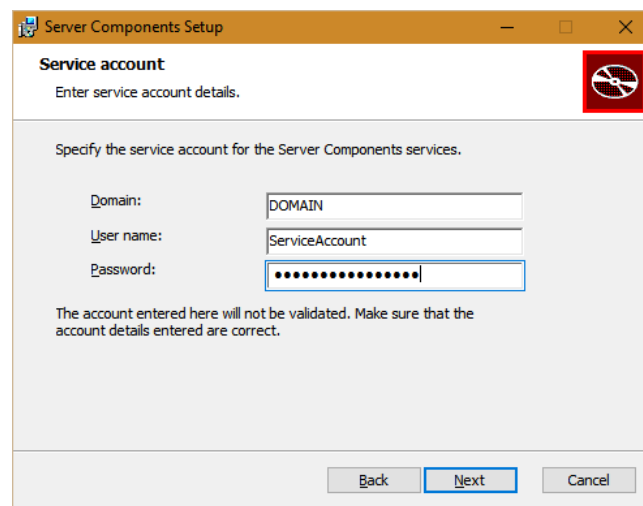 Server Components Setup
Service account
Enter service account details.
Specify the service account for the Server Components services.
Domain: DOMAIN
User name: ServiceAccount
Password: ●●●●●●●●●●●●●●●●
The account entered here will not be validated. Make sure that the
account details entered are correct.
Back Next Cancel